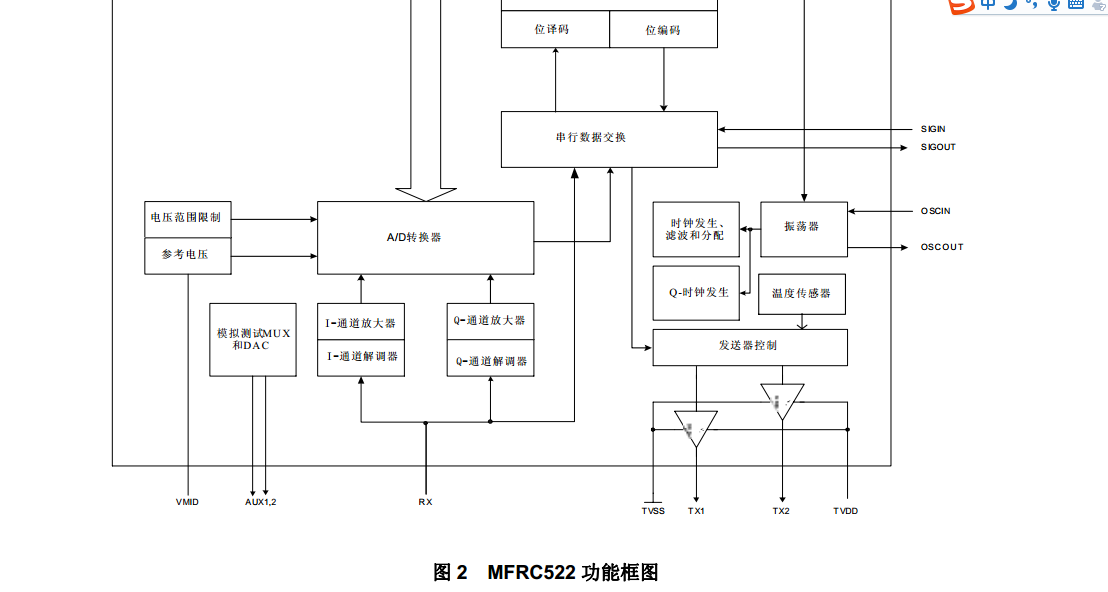 中
位译码
位编码
串行数据交换
SIGIN
SIGOUT
电压范围限制
参考电压
A/D转换器
时钟发生、
滤波和分配
振荡器
OSCIN
OSCOUT
Q-时钟发生
温度传感器
模拟测试MUX
和DAC
I-通道放大器
I-通道解调器
Q-通道放大器
Q-通道解调器
发送器控制
VMID
AUX1,2
RX
TVSS
TX1
TX2
TVDD
图 2 MFRC522 功能框图